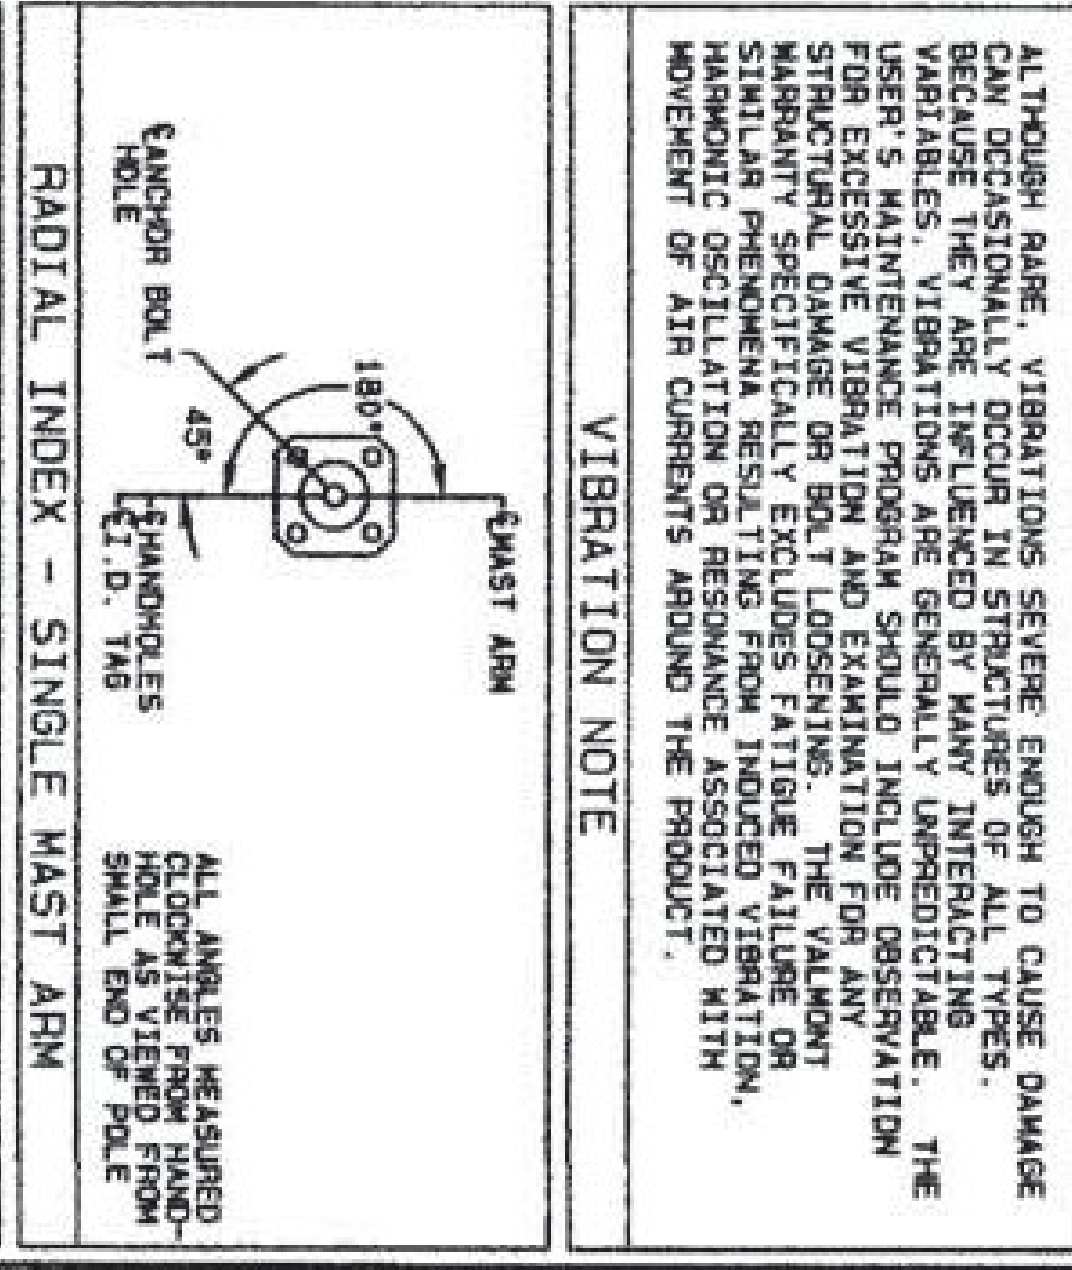 ALTHOUGH RARE, VIBRATIONS SEVERE ENOUGH TO CAUSE DAMAGE
CAN OCCASIONALLY OCCUR IN STRUCTURES OF ALL TYPES.
BECAUSE THEY ARE INFLUENCED BY MANY INTERACTING
VARIABLES, VIBRATIONS ARE GENERALLY UNPREDICTABLE. THE
USER'S MAINTENANCE PROGRAM SHOULD INCLUDE OBSERVATION
FOR EXCESSIVE VIBRATION AND EXAMINATION FOR ANY
STRUCTURAL DAMAGE OR BOLT LOOSENING. THE VALMONT
WARRANTY SPECIFICALLY EXCLUDES FATIGUE FAILURE OR
SIMILAR PHENOMENA RESULTING FROM INDUCED VIBRATION,
HARMONIC OSCILLATION OR RESONANCE ASSOCIATED WITH
MOVEMENT OF AIR CURRENTS AROUND THE PRODUCT.
VIBRATION NOTE
℄MAST ARM
180°
45°
℄ANCHOR BOLT
HOLE
℄HANDHOLES
℄I.D. TAG
ALL ANGLES MEASURED
CLOCKWISE FROM HAND-
HOLE AS VIEWED FROM
SMALL END OF POLE
RADIAL INDEX - SINGLE MAST ARM